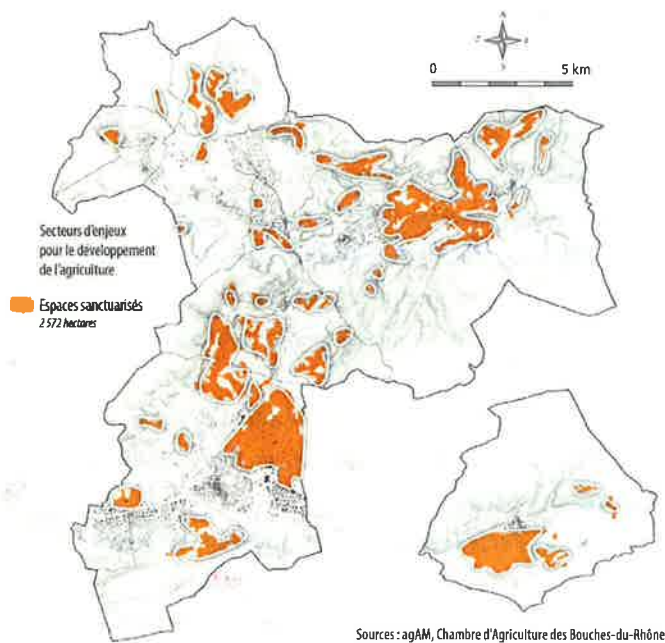 N
0 5 km
S
Secteurs d'enjeux
pour le développement
de l'agriculture
Espaces sanctuarisés
2 572 hectares
Sources : agAM, Chambre d'Agriculture des Bouches-du-Rhône